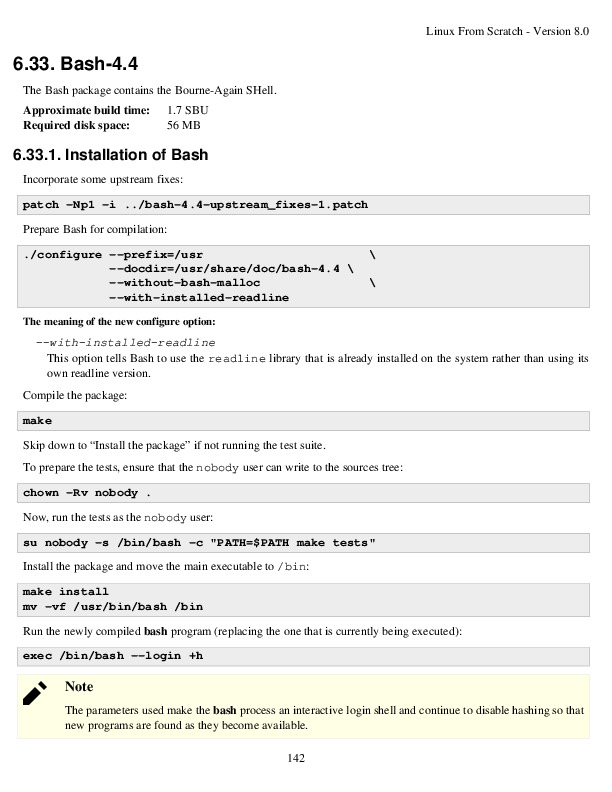 Linux From Scratch - Version 8.0
6.33. Bash-4.4
The Bash package contains the Bourne-Again SHell.
Approximate build time: 1.7 SBU
Required disk space: 56 MB
6.33.1. Installation of Bash
Incorporate some upstream fixes:
patch -Np1 -i ../bash-4.4-upstream_fixes-1.patch
Prepare Bash for compilation:
./configure --prefix=/usr \
--docdir=/usr/share/doc/bash-4.4 \
--without-bash-malloc \
--with-installed-readline
The meaning of the new configure option:
--with-installed-readline
This option tells Bash to use the readline library that is already installed on the system rather than using its
own readline version.
Compile the package:
make
Skip down to “Install the package” if not running the test suite.
To prepare the tests, ensure that the nobody user can write to the sources tree:
chown -Rv nobody .
Now, run the tests as the nobody user:
su nobody -s /bin/bash -c "PATH=$PATH make tests"
Install the package and move the main executable to /bin:
make install
mv -vf /usr/bin/bash /bin
Run the newly compiled bash program (replacing the one that is currently being executed):
exec /bin/bash --login +h
Note
The parameters used make the bash process an interactive login shell and continue to disable hashing so that
new programs are found as they become available.
142